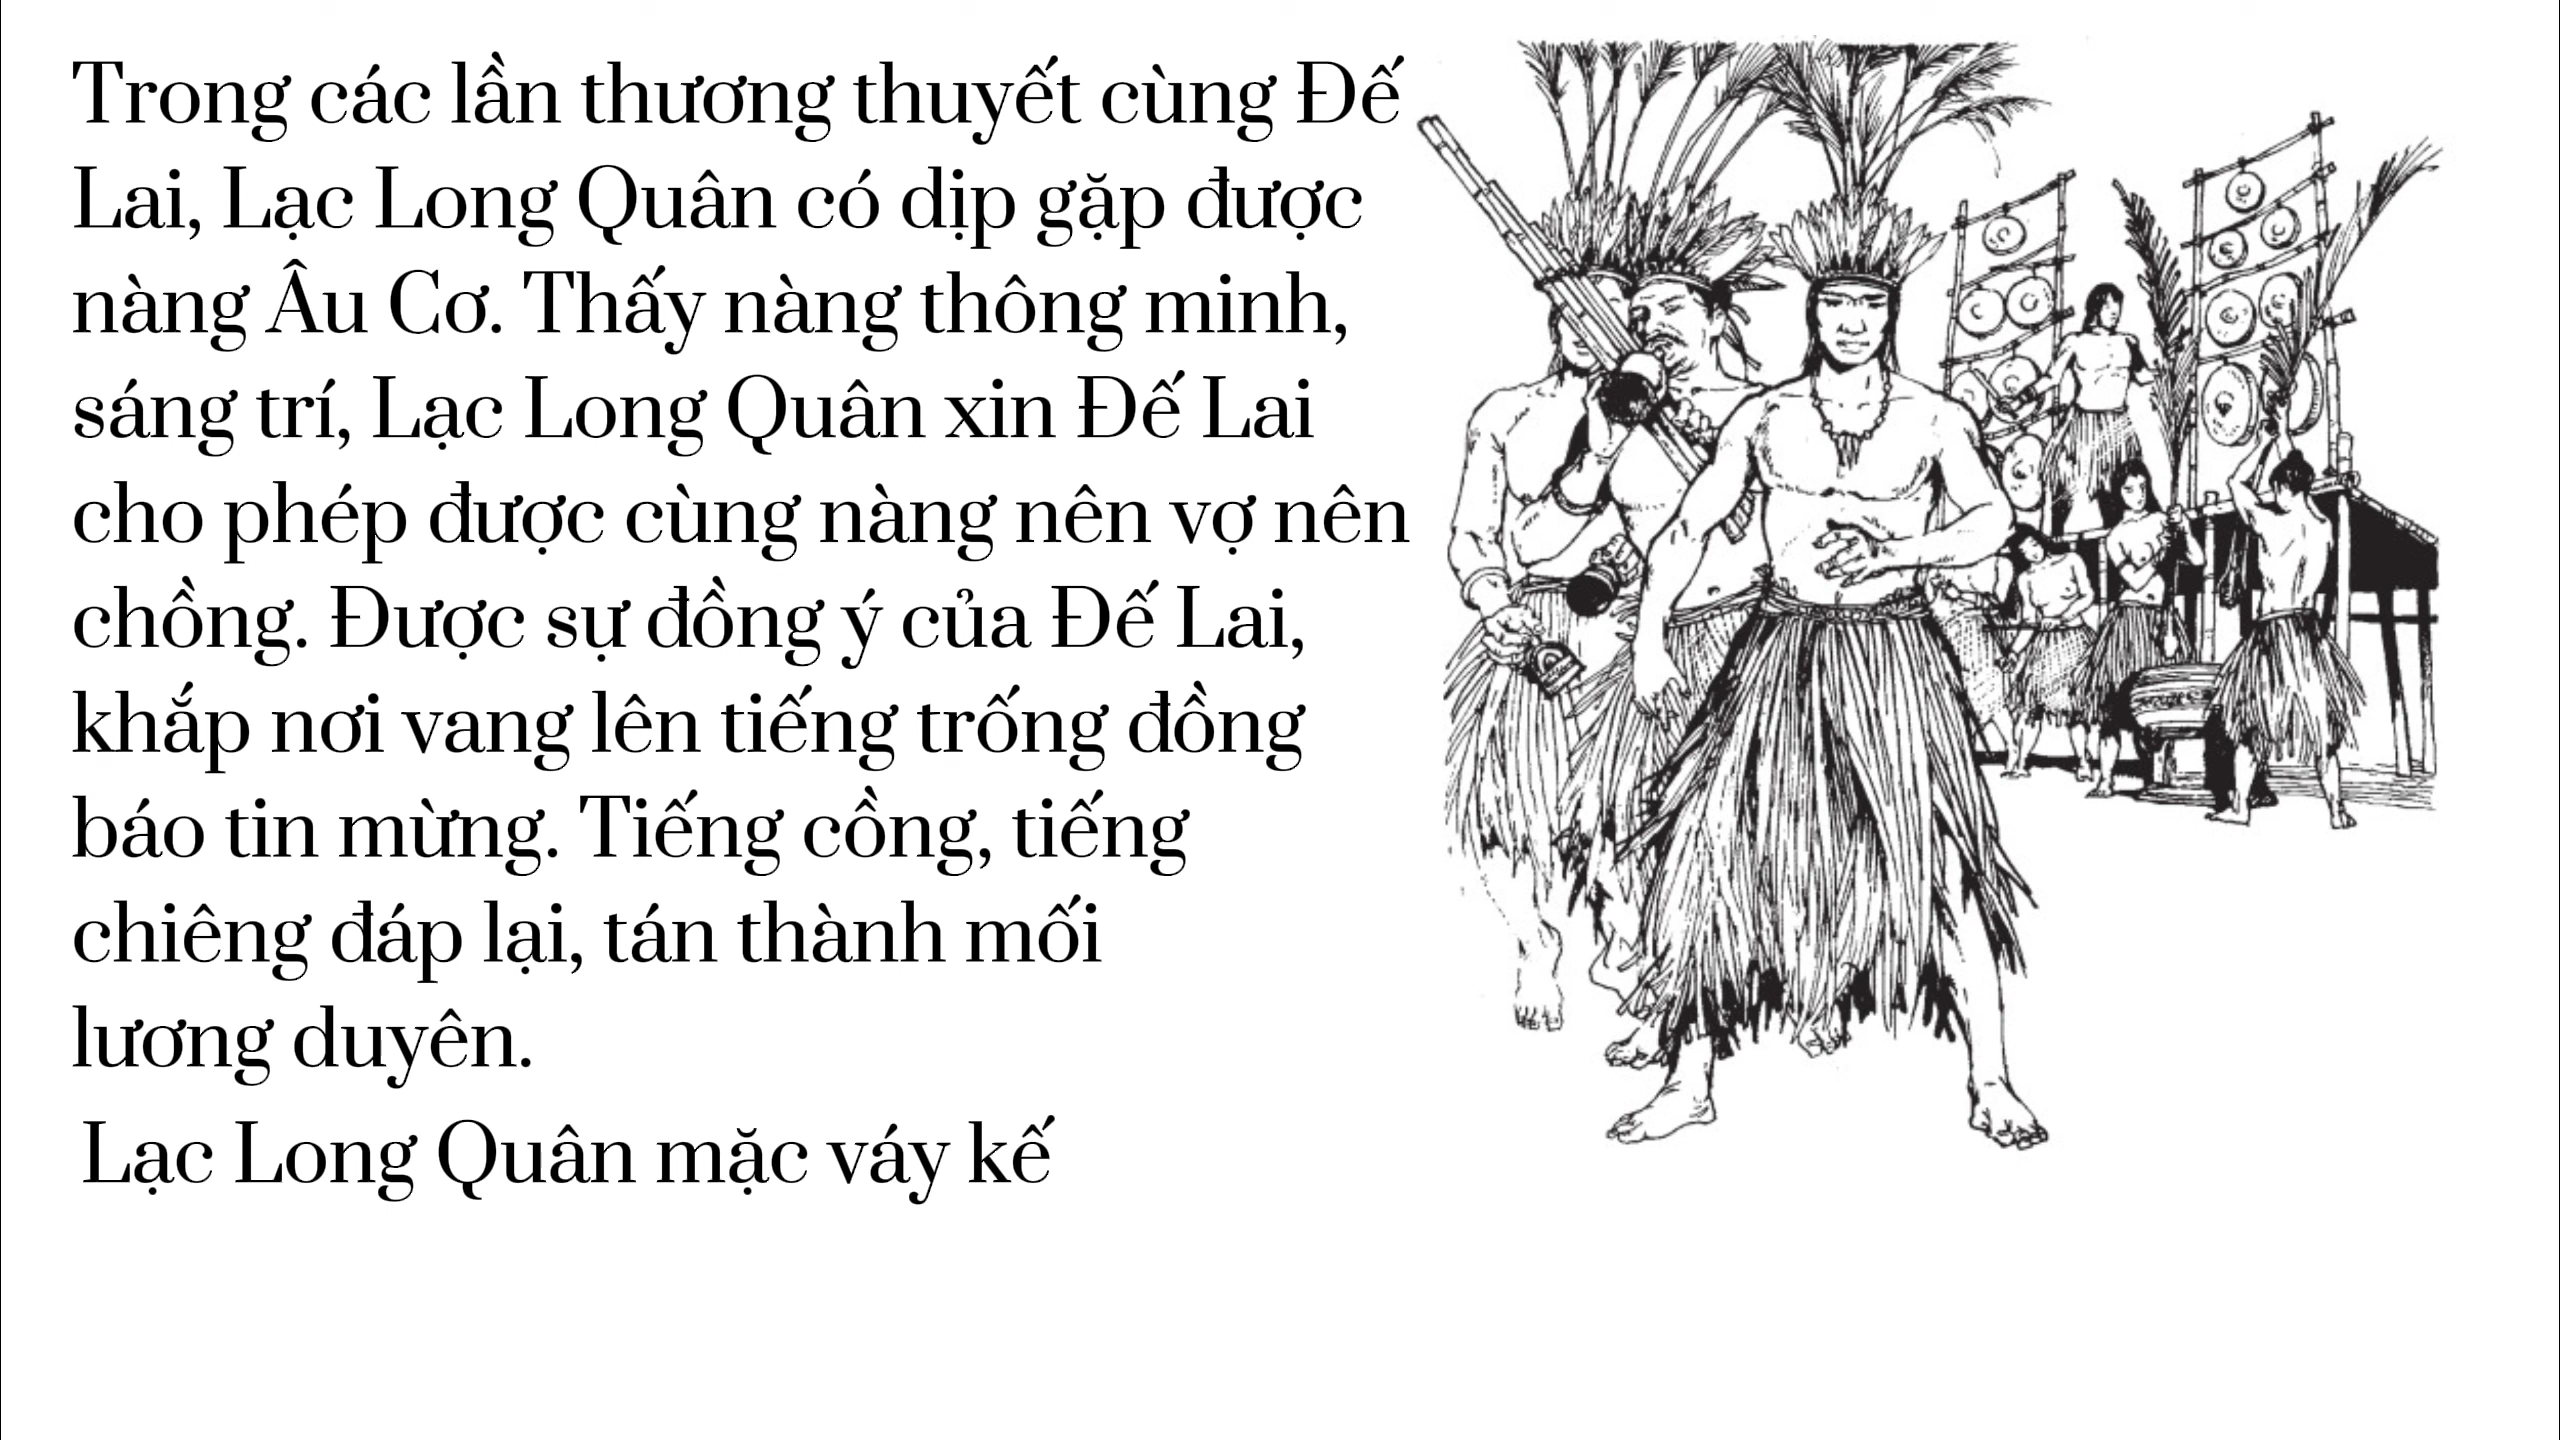 Trong các lần thương thuyết cùng Đế
Lai, Lạc Long Quân có dịp gặp được
nàng Âu Cơ. Thấy nàng thông minh,
sáng trí, Lạc Long Quân xin Đế Lai
cho phép được cùng nàng nên vợ nên
chồng. Được sự đồng ý của Đế Lai,
khắp nơi vang lên tiếng trống đồng
báo tin mừng. Tiếng cồng, tiếng
chiêng đáp lại, tán thành mối
lương duyên.
Lạc Long Quân mặc váy kế